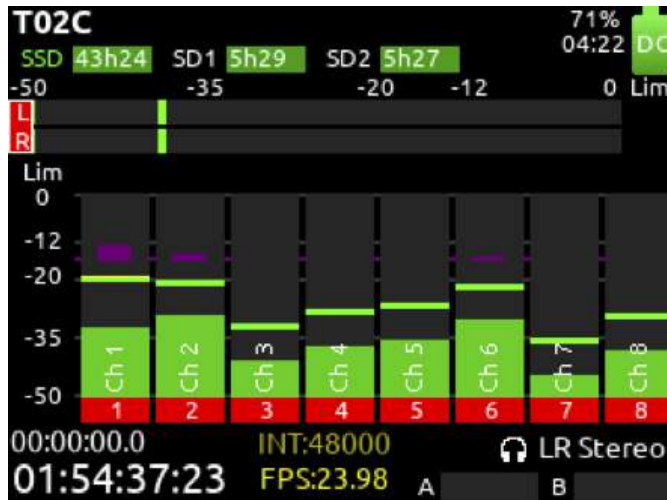 T02C 71%
SSD 43h24 SD1 5h29 SD2 5h27 04:22 DC
-50 -35 -20 -12 0 Lim
L
R
Lim
0
-12
-20
-35
-50
Ch 1 Ch 2 Ch 3 Ch 4 Ch 5 Ch 6 Ch 7 Ch 8
1 2 3 4 5 6 7 8
00:00:00.0 INT:48000 LR Stereo
01:54:37:23 FPS:23.98 A B